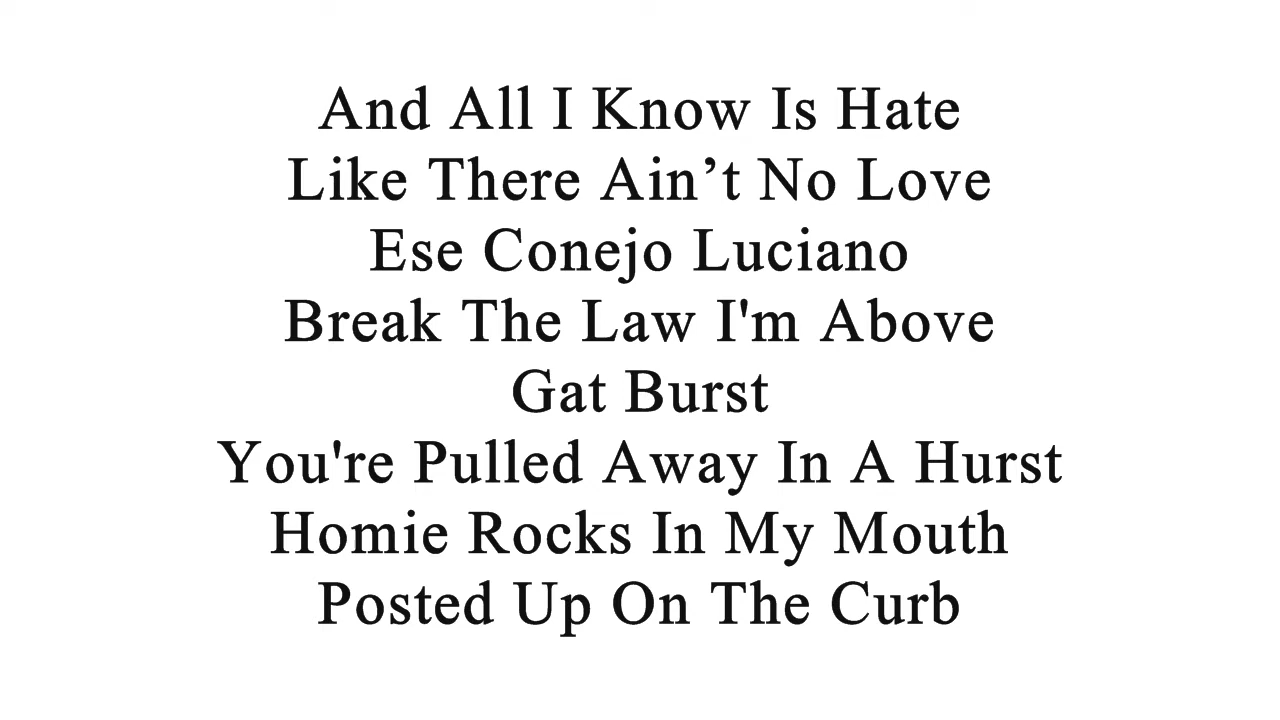 And All I Know Is Hate
Like There Ain’t No Love
Ese Conejo Luciano
Break The Law I'm Above
Gat Burst
You're Pulled Away In A Hurst
Homie Rocks In My Mouth
Posted Up On The Curb